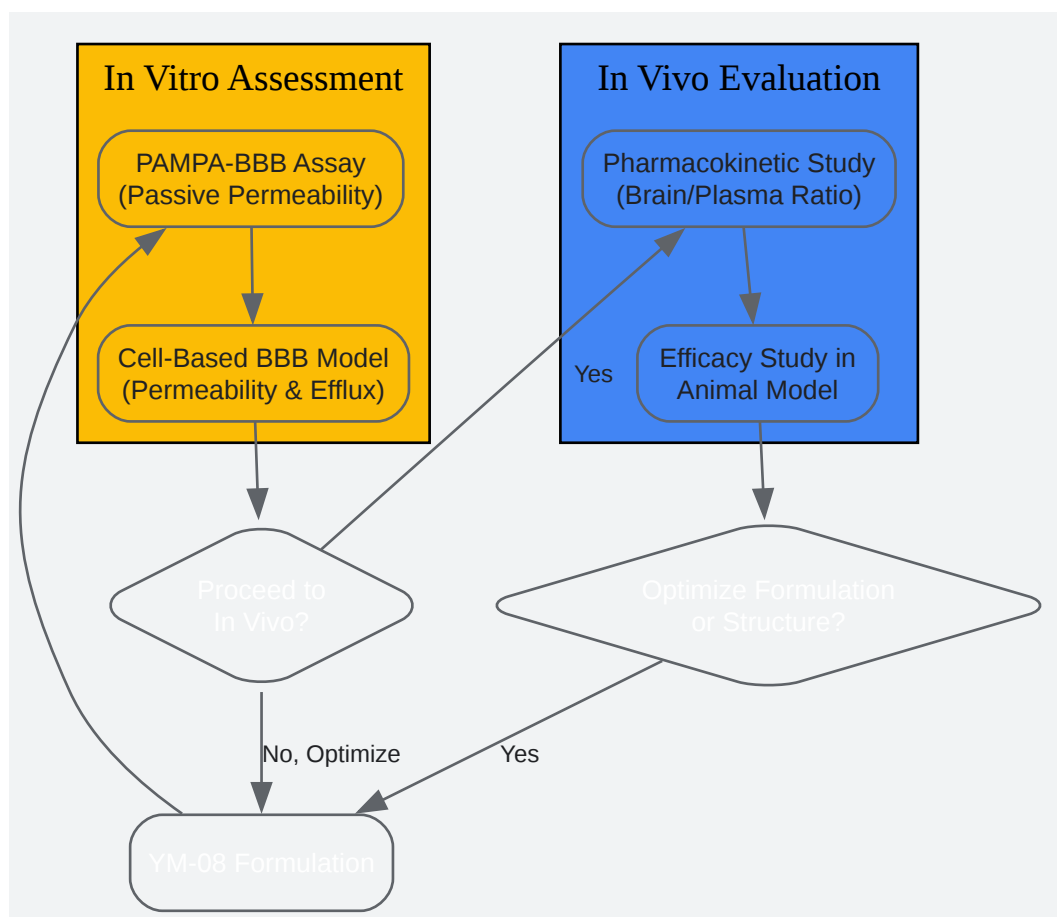 In Vitro Assessment
PAMPA-BBB Assay
(Passive Permeability)
Cell-Based BBB Model
(Permeability & Efflux)
In Vivo Evaluation
Pharmacokinetic Study
(Brain/Plasma Ratio)
Yes
Efficacy Study in
Animal Model
Proceed to
In Vivo?
Optimize Formulation
or Structure?
No, Optimize
Yes
YM-08 Formulation